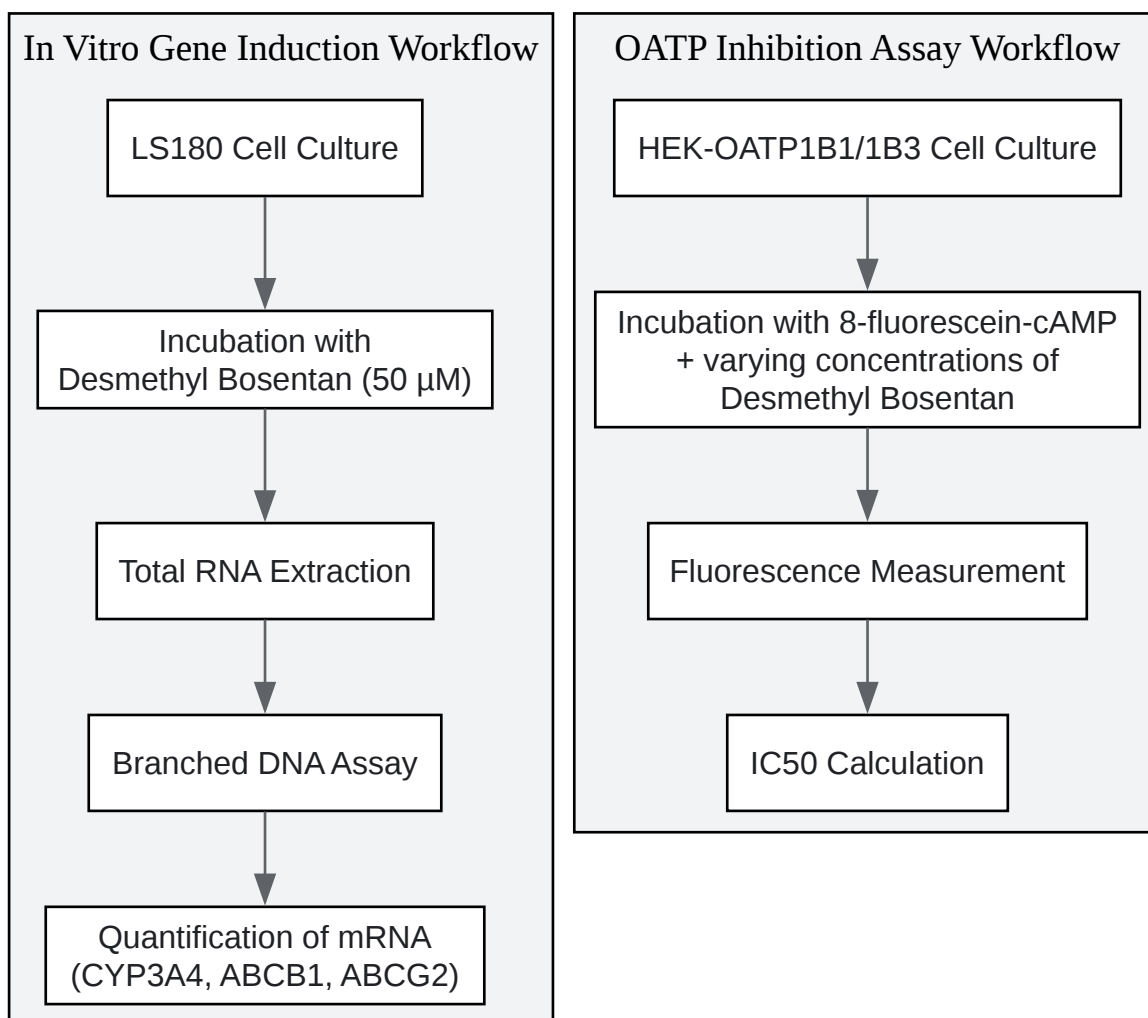 In Vitro Gene Induction Workflow
LS180 Cell Culture
Incubation with
Desmethyl Bosentan (50 µM)
Total RNA Extraction
Branched DNA Assay
Quantification of mRNA
(CYP3A4, ABCB1, ABCG2)
OATP Inhibition Assay Workflow
HEK-OATP1B1/1B3 Cell Culture
Incubation with 8-fluorescein-cAMP
+ varying concentrations of
Desmethyl Bosentan
Fluorescence Measurement
IC50 Calculation